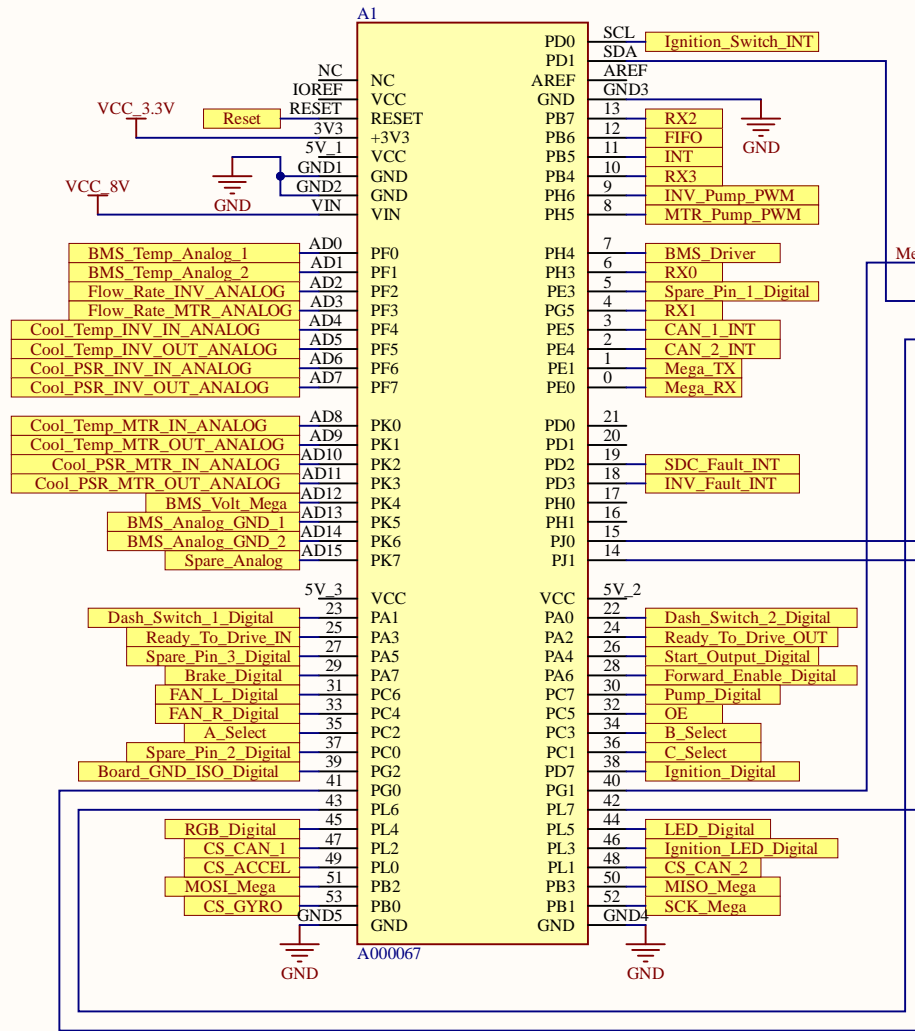 A1
SCL
PD0 Ignition_Switch_INT
SDA
PD1
NC AREF
NC AREF
IOREF GND3
VCC_3.3V VCC GND
RESET 13
Reset RESET PB7 RX2
3V3 12
+3V3 PB6 FIFO
5V_1 11 GND
VCC PB5 INT
GND1 10
VCC_8V GND PB4 RX3
GND2 9
GND GND PH6 INV_Pump_PWM
VIN 8
VIN PH5 MTR_Pump_PWM
AD0 7
BMS_Temp_Analog_1 PF0 PH4 BMS_Driver Me
AD1 6
BMS_Temp_Analog_2 PF1 PH3 RX0
AD2 5
Flow_Rate_INV_ANALOG PF2 PE3 Spare_Pin_1_Digital
AD3 4
Flow_Rate_MTR_ANALOG PF3 PG5 RX1
AD4 3
Cool_Temp_INV_IN_ANALOG PF4 PE5 CAN_1_INT
AD5 2
Cool_Temp_INV_OUT_ANALOG PF5 PE4 CAN_2_INT
AD6 1
Cool_PSR_INV_IN_ANALOG PF6 PE1 Mega_TX
AD7 0
Cool_PSR_INV_OUT_ANALOG PF7 PE0 Mega_RX
AD8 21
Cool_Temp_MTR_IN_ANALOG PK0 PD0
AD9 20
Cool_Temp_MTR_OUT_ANALOG PK1 PD1
AD10 19
Cool_PSR_MTR_IN_ANALOG PK2 PD2 SDC_Fault_INT
AD11 18
Cool_PSR_MTR_OUT_ANALOG PK3 PD3 INV_Fault_INT
AD12 17
BMS_Volt_Mega PK4 PH0
AD13 16
BMS_Analog_GND_1 PK5 PH1
AD14 15
BMS_Analog_GND_2 PK6 PJ0
AD15 14
Spare_Analog PK7 PJ1
5V_3 5V_2
VCC VCC
23 22
Dash_Switch_1_Digital PA1 PA0 Dash_Switch_2_Digital
25 24
Ready_To_Drive_IN PA3 PA2 Ready_To_Drive_OUT
27 26
Spare_Pin_3_Digital PA5 PA4 Start_Output_Digital
29 28
Brake_Digital PA7 PA6 Forward_Enable_Digital
31 30
FAN_L_Digital PC6 PC7 Pump_Digital
33 32
FAN_R_Digital PC4 PC5 OE
35 34
A_Select PC2 PC3 B_Select
37 36
Spare_Pin_2_Digital PC0 PC1 C_Select
39 38
Board_GND_ISO_Digital PG2 PD7 Ignition_Digital
41 40
PG0 PG1
43 42
PL6 PL7
45 44
RGB_Digital PL4 PL5 LED_Digital
47 46
CS_CAN_1 PL2 PL3 Ignition_LED_Digital
49 48
CS_ACCEL PL0 PL1 CS_CAN_2
51 50
MOSI_Mega PB2 PB3 MISO_Mega
53 52
CS_GYRO PB0 PB1 SCK_Mega
GND5 GND4
GND GND
A000067
GND GND